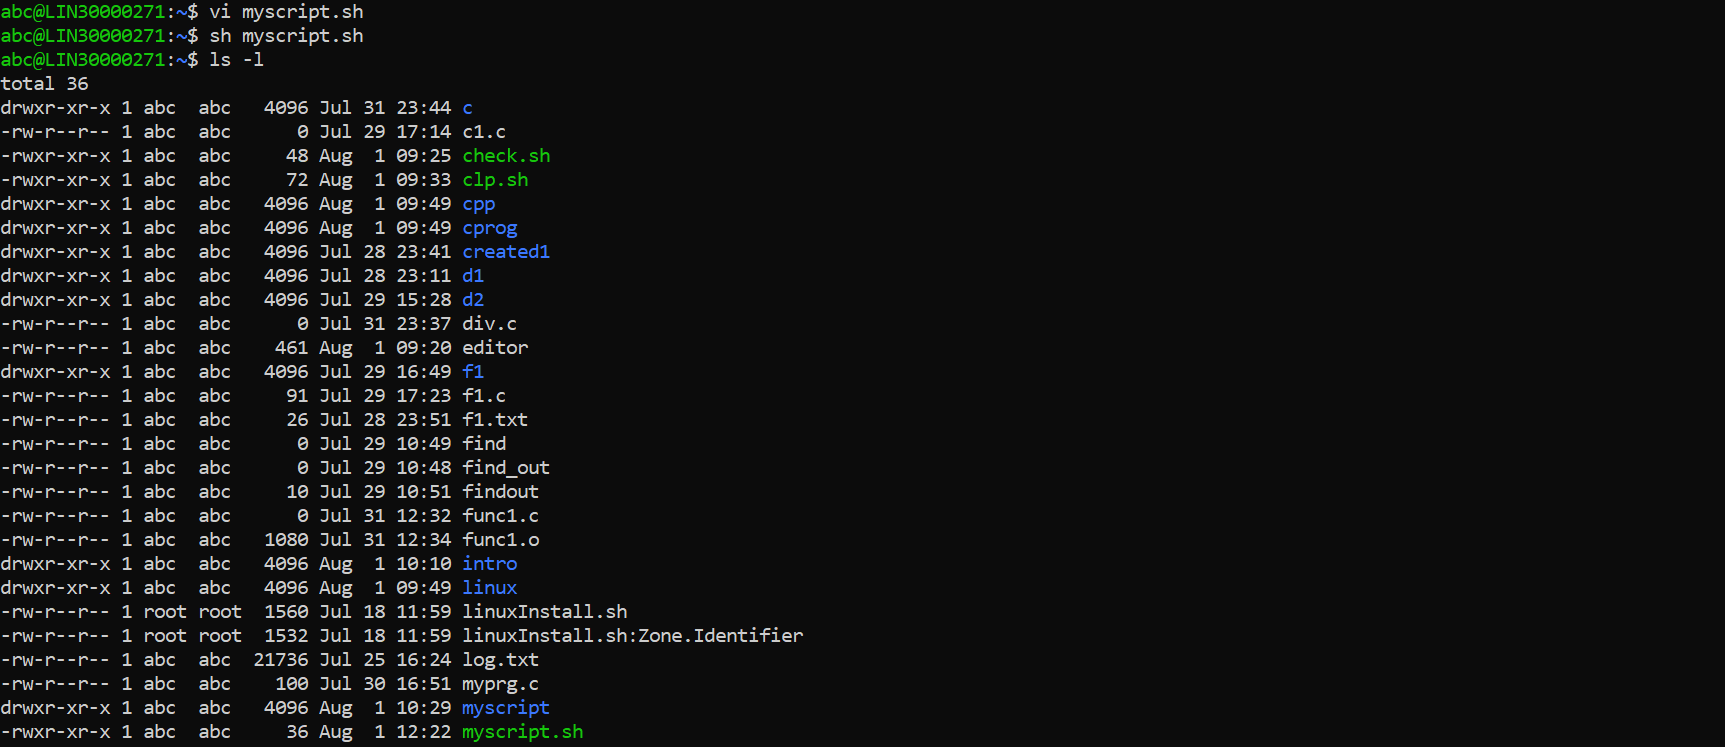 abc@LIN30000271:~$ vi myscript.sh
abc@LIN30000271:~$ sh myscript.sh
abc@LIN30000271:~$ ls -l
total 36
drwxr-xr-x 1 abc  abc   4096 Jul 31 23:44 c
-rw-r--r-- 1 abc  abc      0 Jul 29 17:14 c1.c
-rwxr-xr-x 1 abc  abc     48 Aug  1 09:25 check.sh
-rwxr-xr-x 1 abc  abc     72 Aug  1 09:33 clp.sh
drwxr-xr-x 1 abc  abc   4096 Aug  1 09:49 cpp
drwxr-xr-x 1 abc  abc   4096 Aug  1 09:49 cprog
drwxr-xr-x 1 abc  abc   4096 Jul 28 23:41 created1
drwxr-xr-x 1 abc  abc   4096 Jul 28 23:11 d1
drwxr-xr-x 1 abc  abc   4096 Jul 29 15:28 d2
-rw-r--r-- 1 abc  abc      0 Jul 31 23:37 div.c
-rw-r--r-- 1 abc  abc    461 Aug  1 09:20 editor
drwxr-xr-x 1 abc  abc   4096 Jul 29 16:49 f1
-rw-r--r-- 1 abc  abc     91 Jul 29 17:23 f1.c
-rw-r--r-- 1 abc  abc     26 Jul 28 23:51 f1.txt
-rw-r--r-- 1 abc  abc      0 Jul 29 10:49 find
-rw-r--r-- 1 abc  abc      0 Jul 29 10:48 find_out
-rw-r--r-- 1 abc  abc     10 Jul 29 10:51 findout
-rw-r--r-- 1 abc  abc      0 Jul 31 12:32 func1.c
-rw-r--r-- 1 abc  abc   1080 Jul 31 12:34 func1.o
drwxr-xr-x 1 abc  abc   4096 Aug  1 10:10 intro
drwxr-xr-x 1 abc  abc   4096 Aug  1 09:49 linux
-rw-r--r-- 1 root root  1560 Jul 18 11:59 linuxInstall.sh
-rw-r--r-- 1 root root  1532 Jul 18 11:59 linuxInstall.sh:Zone.Identifier
-rw-r--r-- 1 abc  abc  21736 Jul 25 16:24 log.txt
-rw-r--r-- 1 abc  abc    100 Jul 30 16:51 myprg.c
drwxr-xr-x 1 abc  abc   4096 Aug  1 10:29 myscript
-rwxr-xr-x 1 abc  abc     36 Aug  1 12:22 myscript.sh